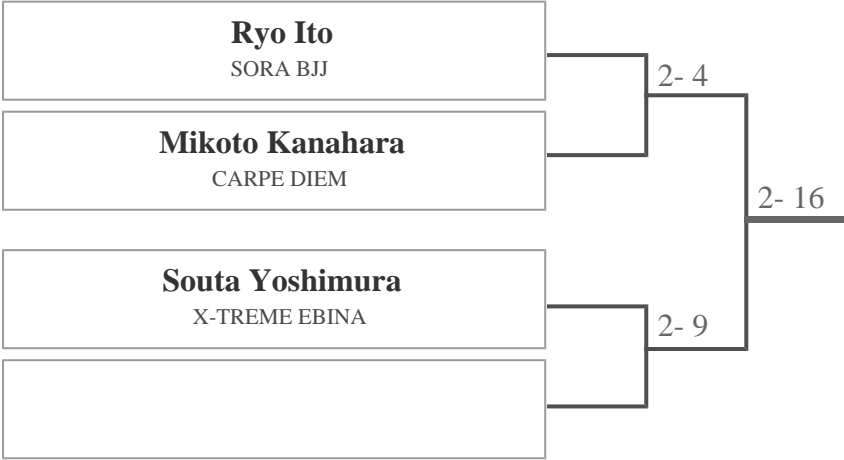 Ryo Ito
SORA BJJ
2- 4
Mikoto Kanahara
CARPE DIEM
2- 16
Souta Yoshimura
X-TREME EBINA
2- 9